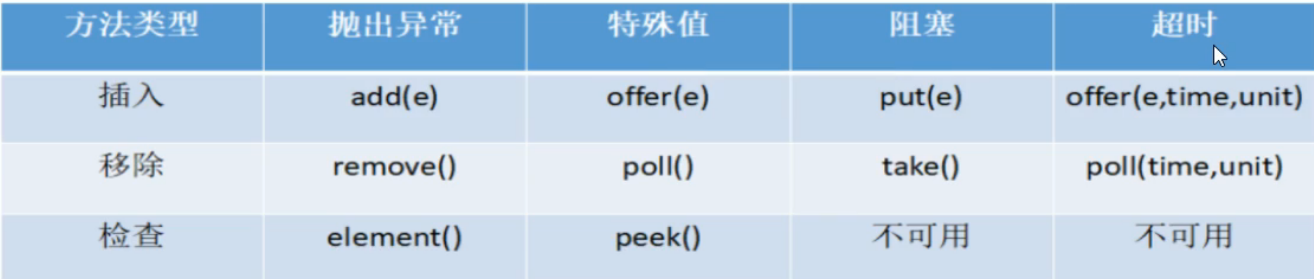 方法类型 抛出异常 特殊值 阻塞 超时
插入 add(e) offer(e) put(e) offer(e,time,unit)
移除 remove() poll() take() poll(time,unit)
检查 element() peek() 不可用 不可用